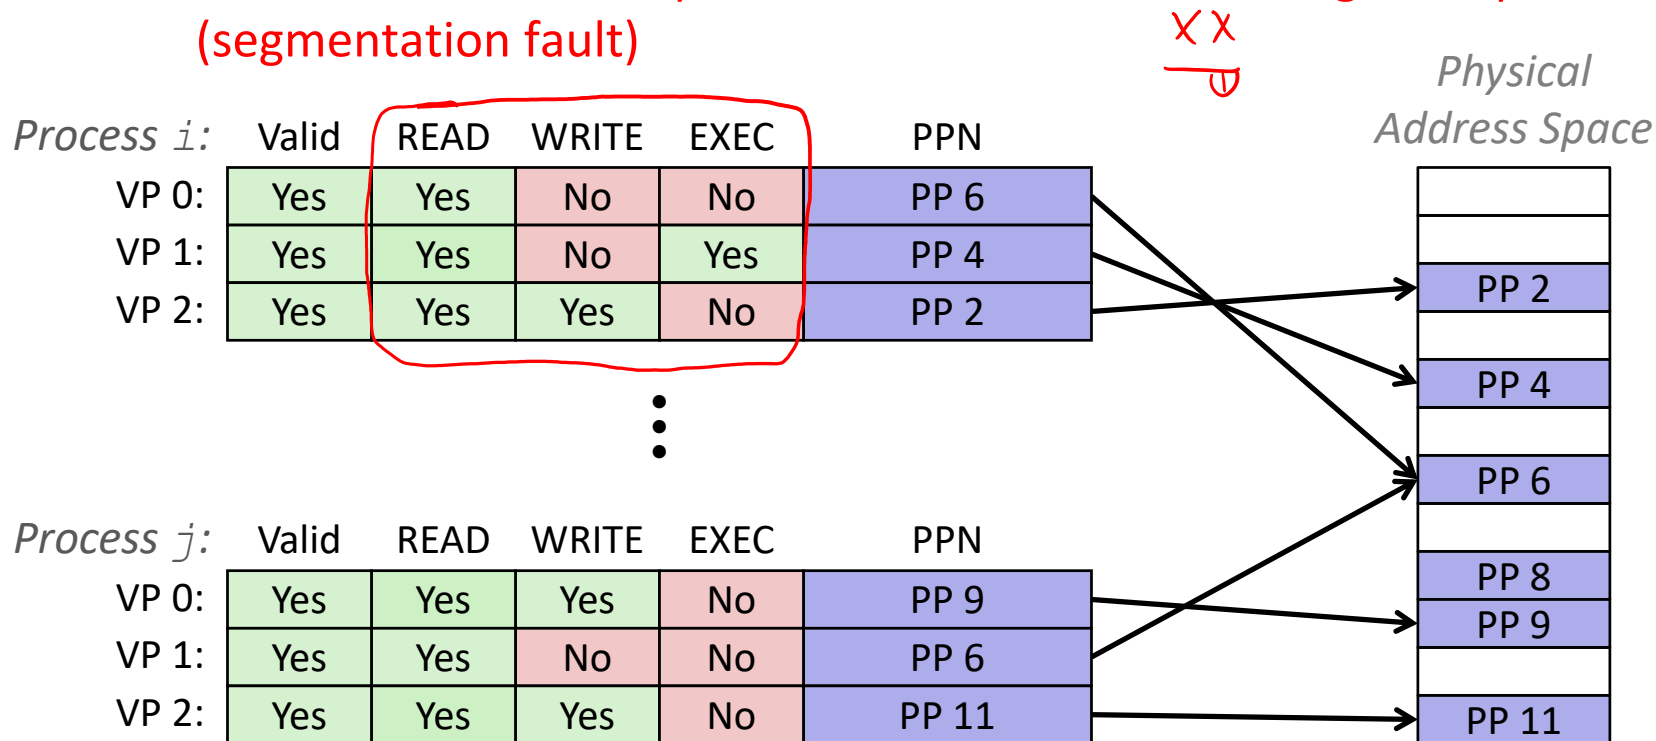 (segmentation fault)
XX
Physical
Address Space
Process i: Valid READ WRITE EXEC PPN
VP 0: Yes Yes No No PP 6
VP 1: Yes Yes No Yes PP 4
VP 2: Yes Yes Yes No PP 2
PP 2
PP 4
PP 6
PP 8
PP 9
PP 11
Process j: Valid READ WRITE EXEC PPN
VP 0: Yes Yes Yes No PP 9
VP 1: Yes Yes No No PP 6
VP 2: Yes Yes Yes No PP 11